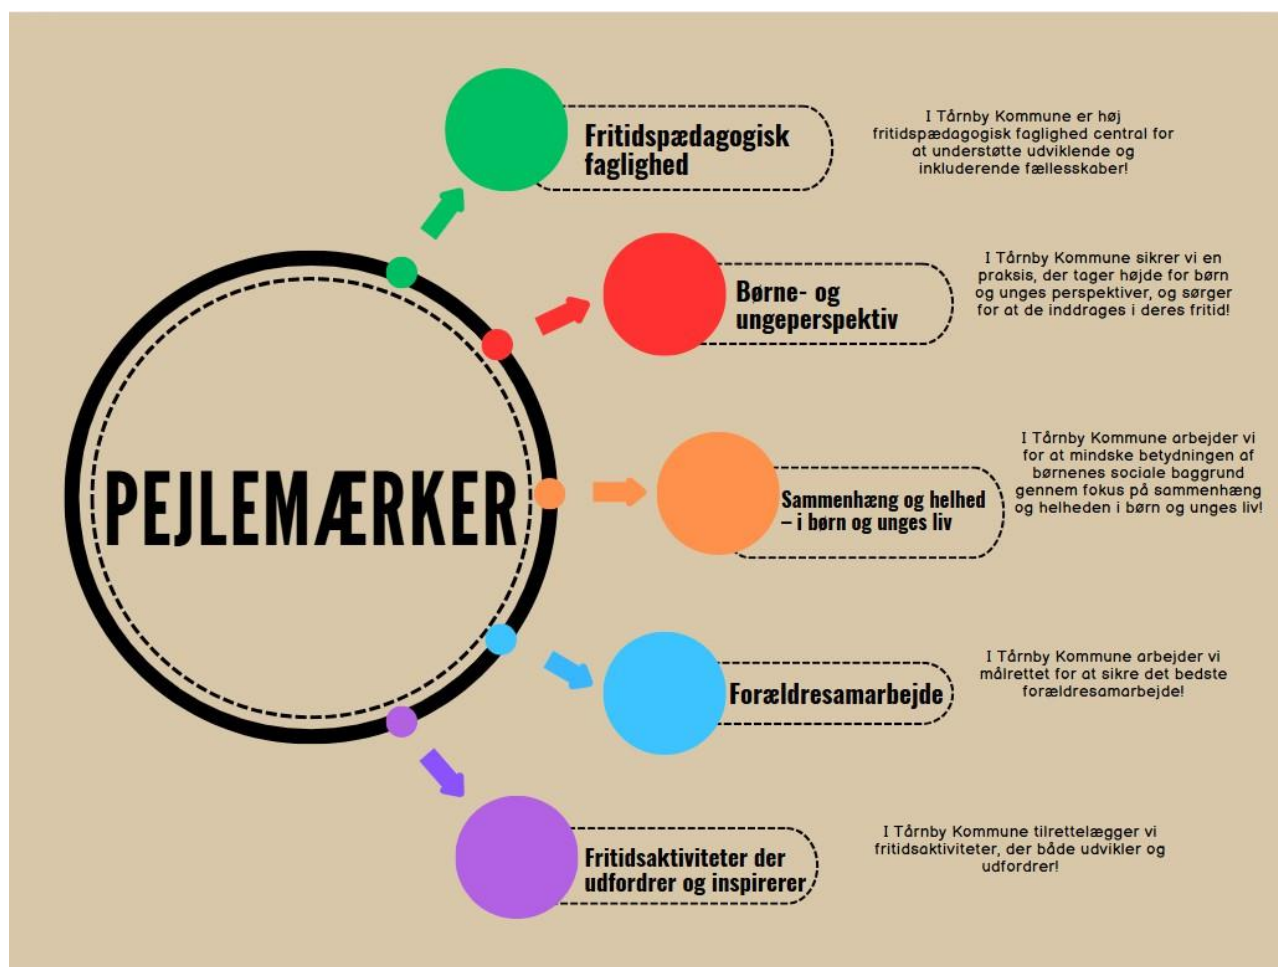 PEJLEMÆRKER
Fritidspædagogisk
faglighed
I Tårnby Kommune er høj
fritidspædagogisk faglighed central for
at understøtte udviklende og
inkluderende fællesskaber!
Børne- og
ungeperspektiv
I Tårnby Kommune sikrer vi en
praksis, der tager højde for børn
og unges perspektiver, og sørger
for at de inddrages i deres fritid!
Sammenhæng og helhed
– i børn og unges liv
I Tårnby Kommune arbejder vi
for at mindske betydningen af
børnenes sociale baggrund
gennem fokus på sammenhæng
og helheden i børn og unges liv!
Forældresamarbejde
I Tårnby Kommune arbejder vi
målrettet for at sikre det bedste
forældresamarbejde!
Fritidsaktiviteter der
udfordrer og inspirerer
I Tårnby Kommune tilrettelægger vi
fritidsaktiviteter, der både udvikler og
udfordrer!